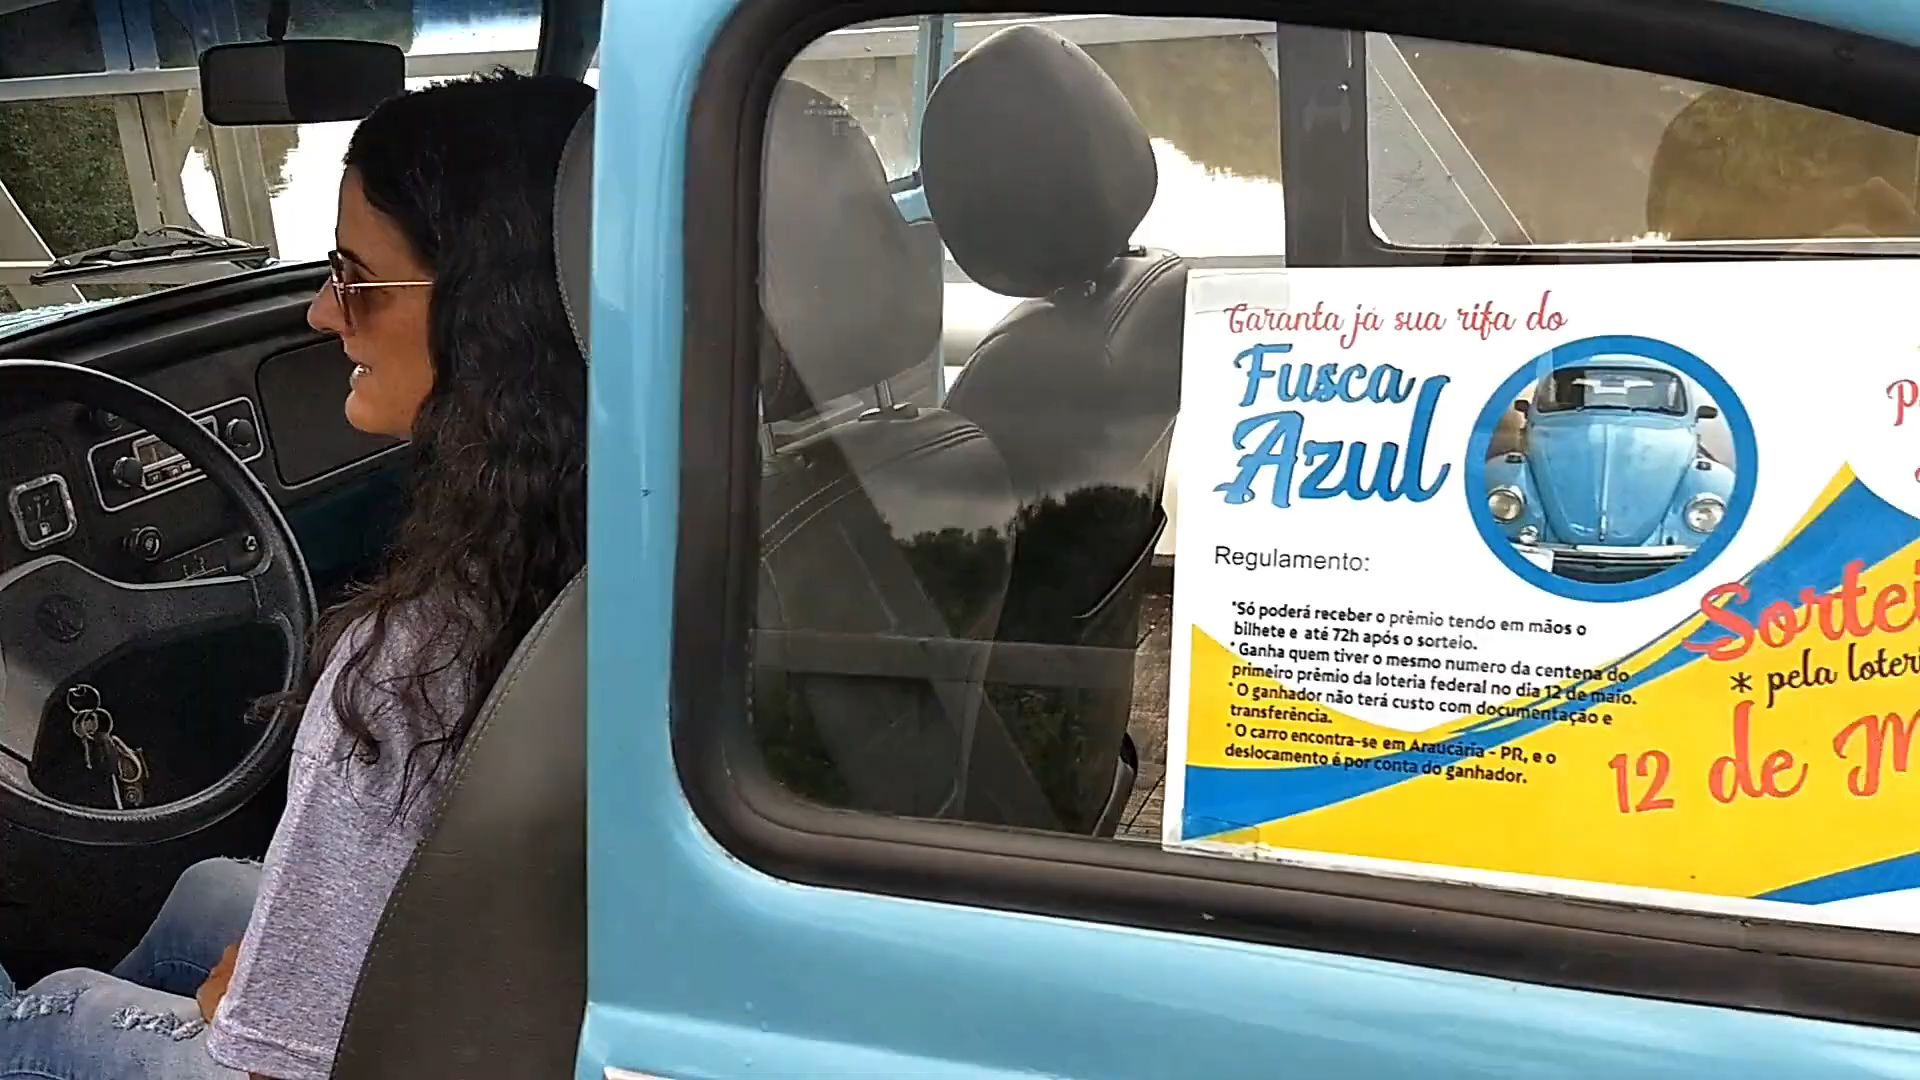 Garanta já sua rifa do
Fusca
Azul
Regulamento:
*Só poderá receber o prêmio tendo em mãos o
bilhete e até 72h após o sorteio.
* Ganha quem tiver o mesmo numero da centena do
primeiro prêmio da loteria federal no dia 12 de maio.
* O ganhador não terá custo com documentação e
transferência.
* O carro encontra-se em Araucária - PR, e o
deslocamento é por conta do ganhador.
Sortei
* pela loteri
12 de M